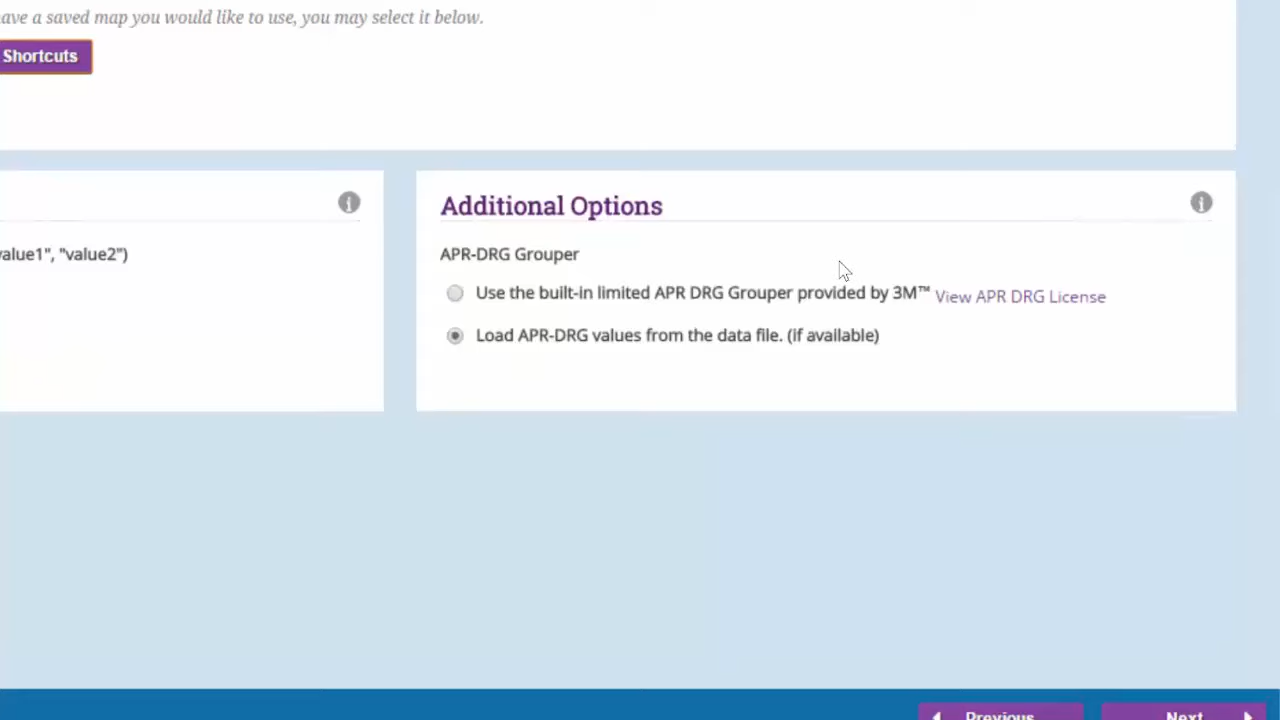 ave a saved map you would like to use, you may select it below.
Shortcuts
Additional Options
alue1", "value2")
APR-DRG Grouper
Use the built-in limited APR DRG Grouper provided by 3M™ View APR DRG License
Load APR-DRG values from the data file. (if available)
Previous
Next